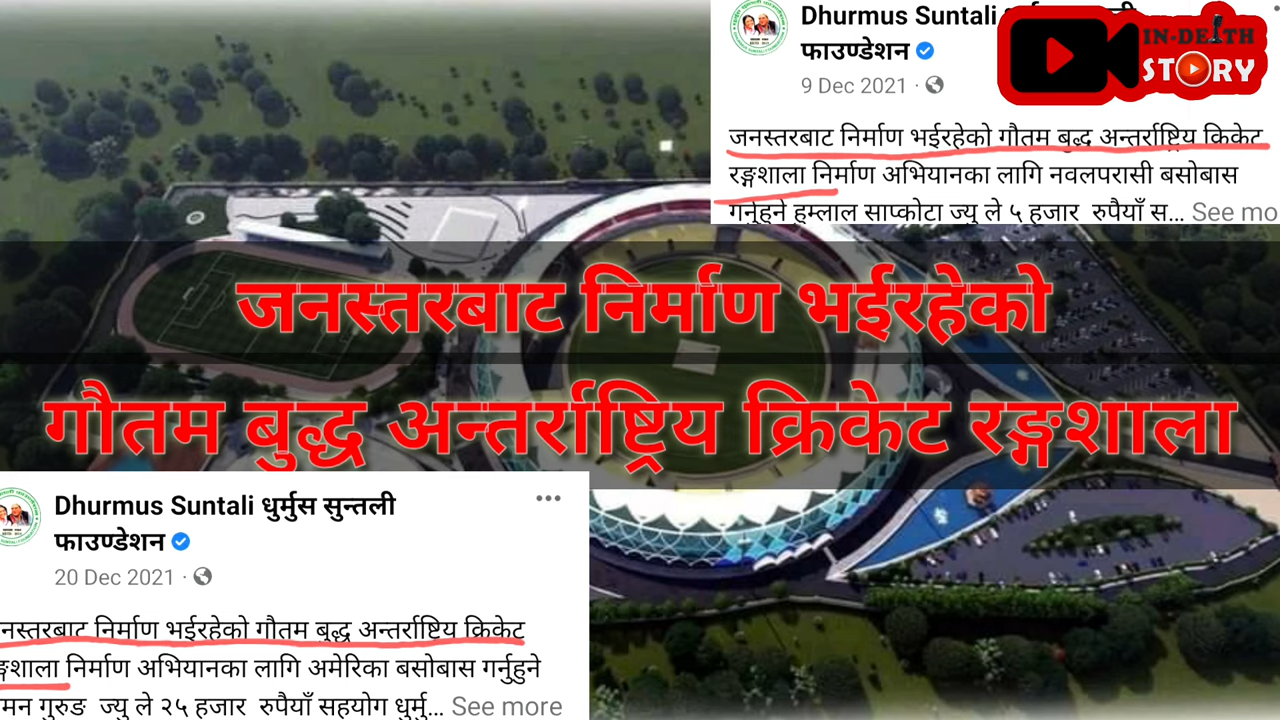 Dhurmus Suntali
फाउण्डेशन
9 Dec 2021
IN-DEPTH
STORY
जनस्तरबाट निर्माण भईरहेको गौतम बुद्ध अन्तर्राष्ट्रिय क्रिकेट
रङ्गशाला निर्माण अभियानका लागि नवलपरासी बसोबास
गर्नुहुने हुम्लाल साप्कोटा ज्यू ले ५ हजार रुपैयाँ स... See mo
जनस्तरबाट निर्माण भईरहेको
गौतम बुद्ध अन्तर्राष्ट्रिय क्रिकेट रङ्गशाला
Dhurmus Suntali धुर्मुस सुन्तली
फाउण्डेशन
20 Dec 2021
नस्तरबाट निर्माण भईरहेको गौतम बुद्ध अन्तर्राष्ट्रिय क्रिकेट
ङ्गशाला निर्माण अभियानका लागि अमेरिका बसोबास गर्नुहुने
मन गुरुङ ज्यु ले २५ हजार रुपैयाँ सहयोग धुर्मु... See more